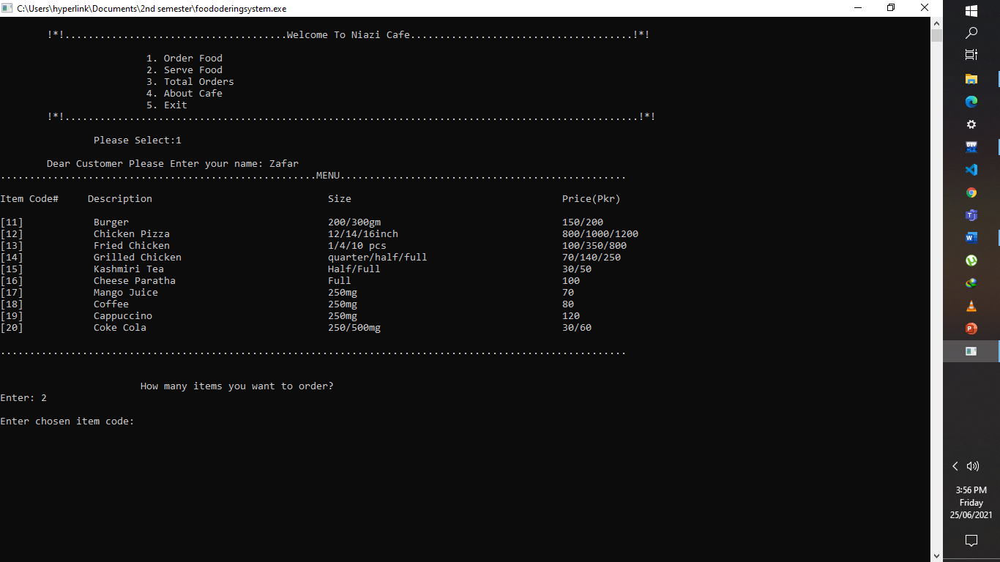 C:\Users\hyperlink\Documents\2nd semester\foododeringsystem.exe
!*!......................................Welcome To Niazi Cafe......................................!*!
1. Order Food
2. Serve Food
3. Total Orders
4. About Cafe
5. Exit
!*!..................................................................................................!*!
Please Select:1
Dear Customer Please Enter your name: Zafar
......................................................MENU.................................................
Item Code# Description Size Price(Pkr)
[11] Burger 200/300gm 150/200
[12] Chicken Pizza 12/14/16inch 800/1000/1200
[13] Fried Chicken 1/4/10 pcs 100/350/800
[14] Grilled Chicken quarter/half/full 70/140/250
[15] Kashmiri Tea Half/Full 30/50
[16] Cheese Paratha Full 100
[17] Mango Juice 250mg 70
[18] Coffee 250mg 80
[19] Cappuccino 250mg 120
[20] Coke Cola 250/500mg 30/60
...........................................................................................................
How many items you want to order?
Enter: 2
Enter chosen item code:
DEV
3:56 PM
Friday
25/06/2021